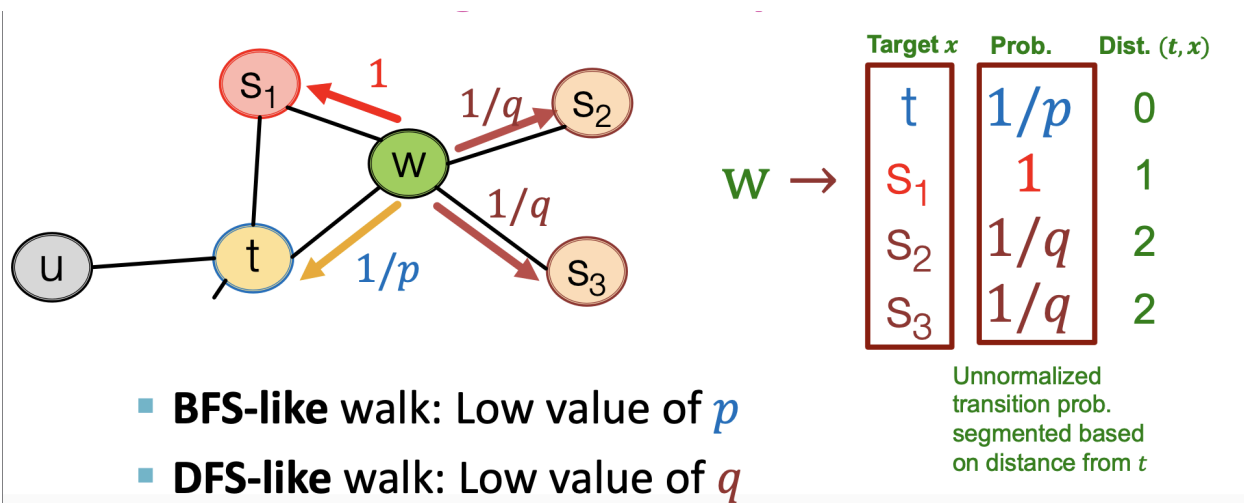 S1
1
1/q
S2
w
1/q
u
t
1/p
S3
Target x Prob. Dist. (t, x)
w → t 1/p 0
S1 1 1
S2 1/q 2
S3 1/q 2
Unnormalized
transition prob.
segmented based
on distance from t
▪ BFS-like walk: Low value of p
▪ DFS-like walk: Low value of q